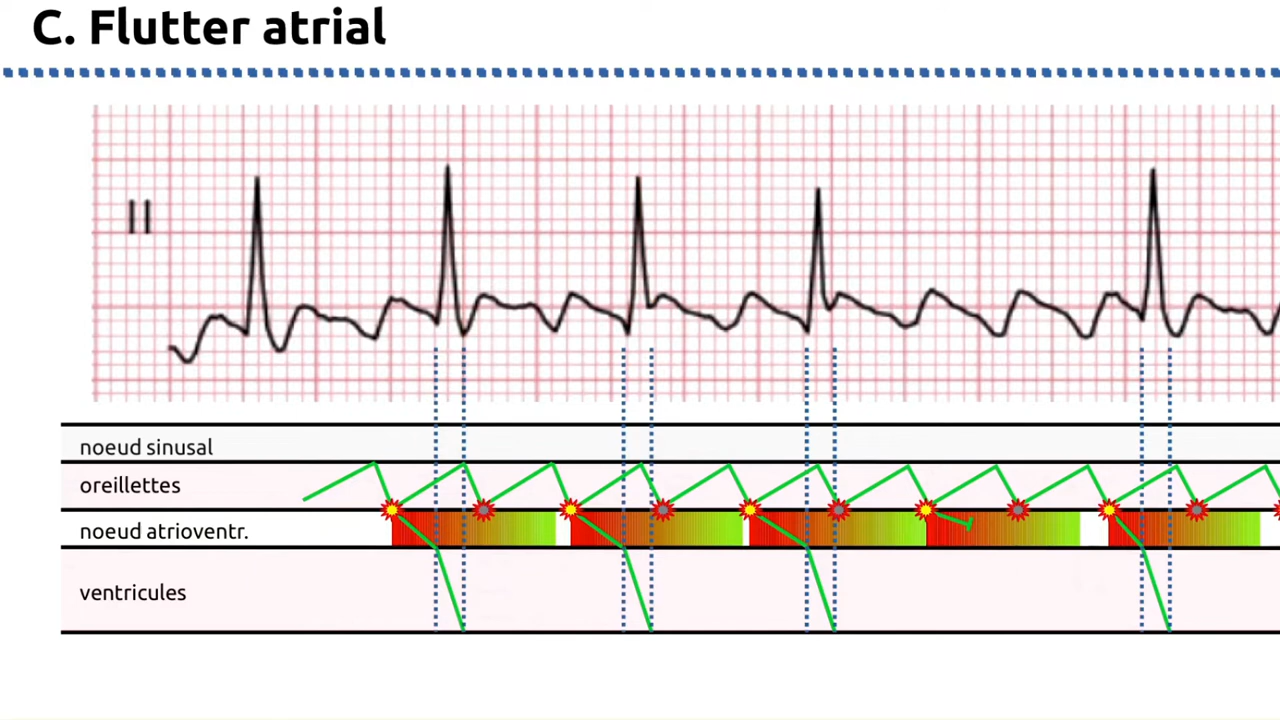 C. Flutter atrial
II
noeud sinusal
oreillettes
noeud atrioventr.
ventricules